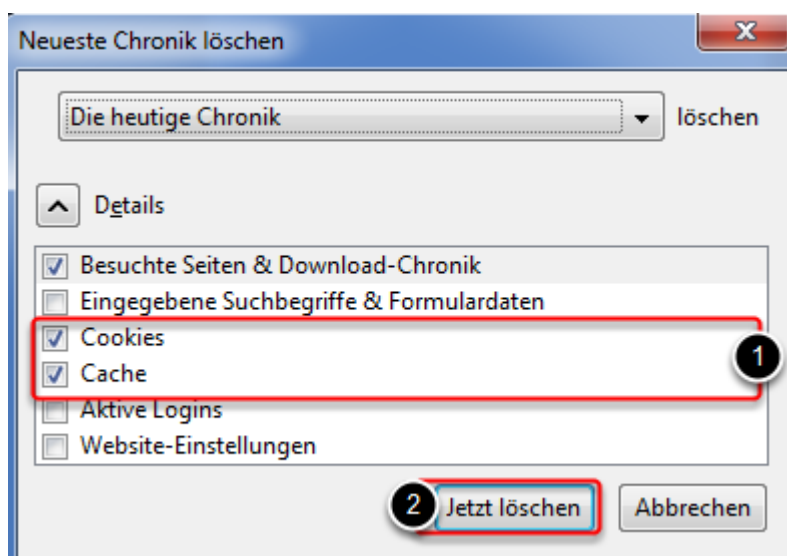 Neueste Chronik löschen
Die heutige Chronik löschen
Details
Besuchte Seiten & Download-Chronik
Eingegebene Suchbegriffe & Formulardaten
Cookies
Cache
1
Aktive Logins
Website-Einstellungen
2 Jetzt löschen Abbrechen